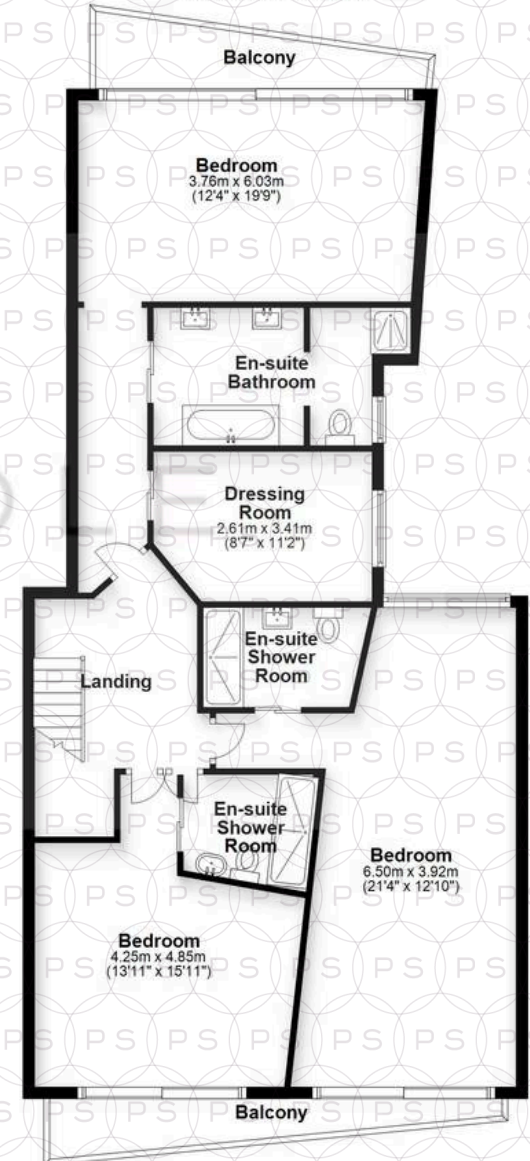 Balcony
Bedroom
3.76m x 6.03m
(12'4" x 19'9")
En-suite
Bathroom
Dressing
Room
2.61m x 3.41m
(8'7" x 11'2")
En-suite
Shower
Room
Landing
En-suite
Shower
Room
Bedroom
6.50m x 3.92m
(21'4" x 12'10")
Bedroom
4.25m x 4.85m
(13'11" x 15'11")
Balcony